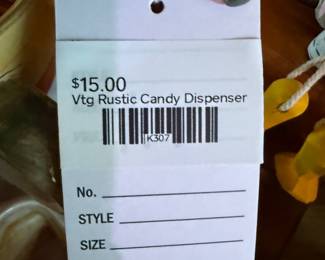 $15.00
Vtg Rustic Candy Dispenser
K307
No.
STYLE
SIZE